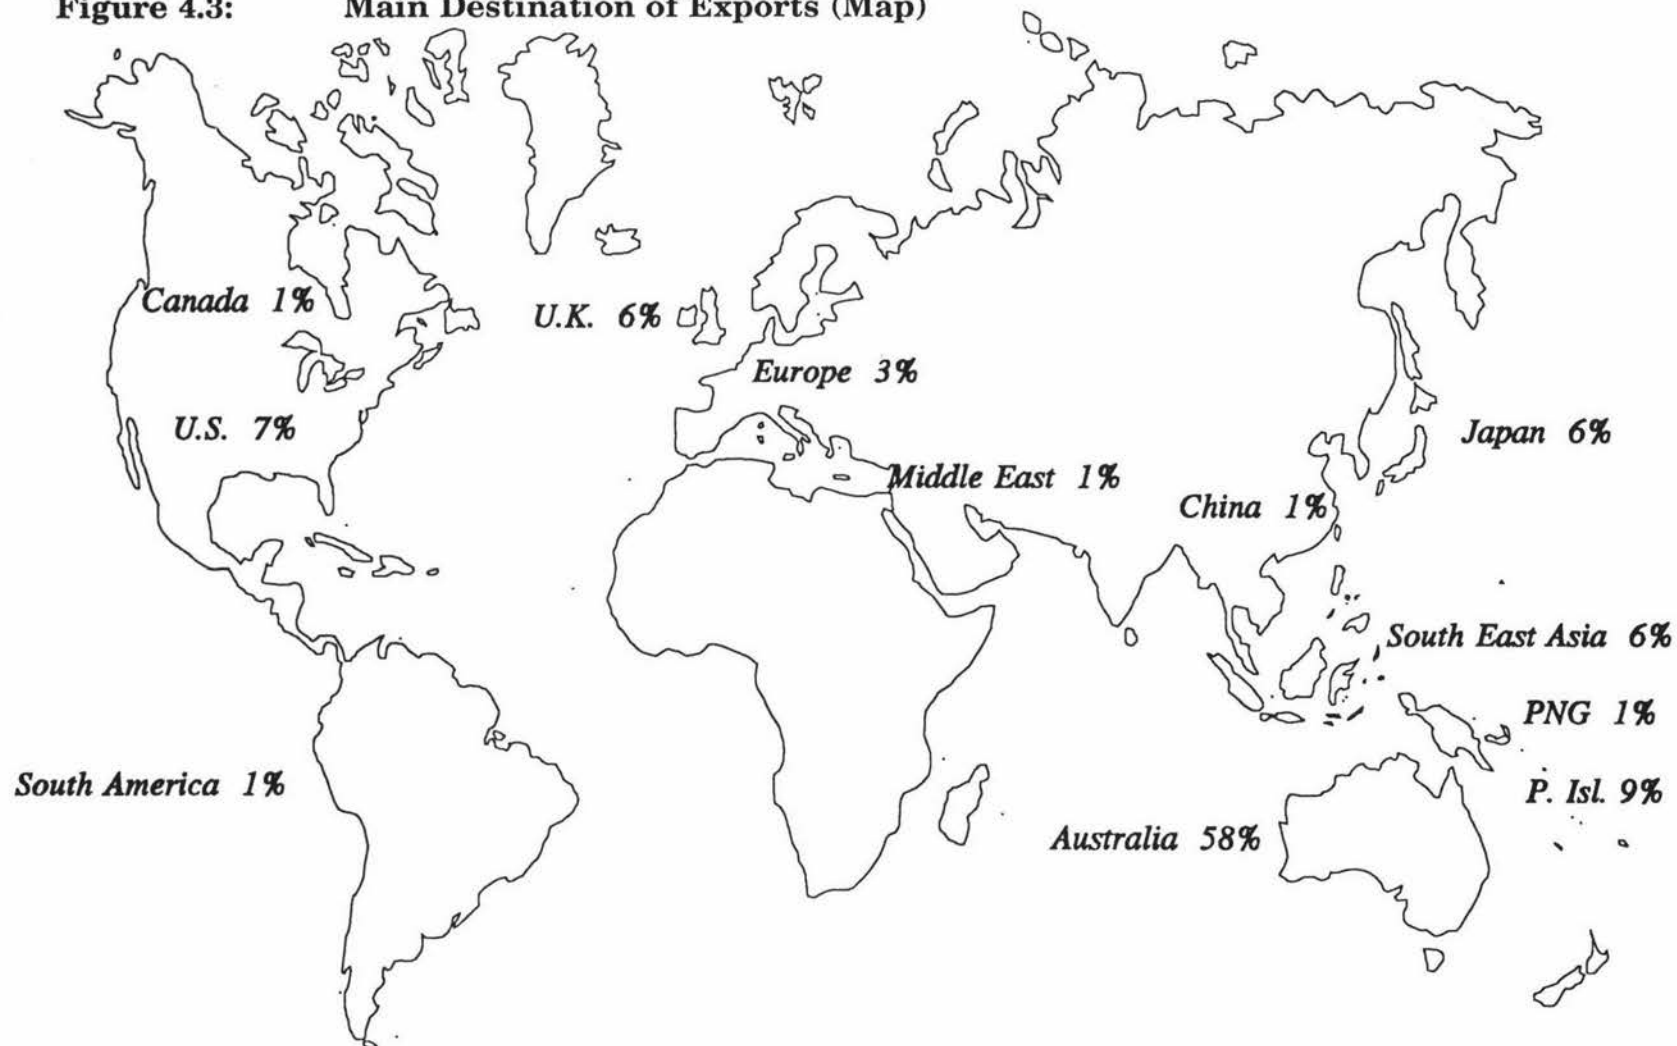 Figure 4.3: Main Destination of Exports (Map)
Canada 1%
U.K. 6%
Europe 3%
U.S. 7%
Japan 6%
Middle East 1%
China 1%
South East Asia 6%
PNG 1%
South America 1%
P. Isl. 9%
Australia 58%